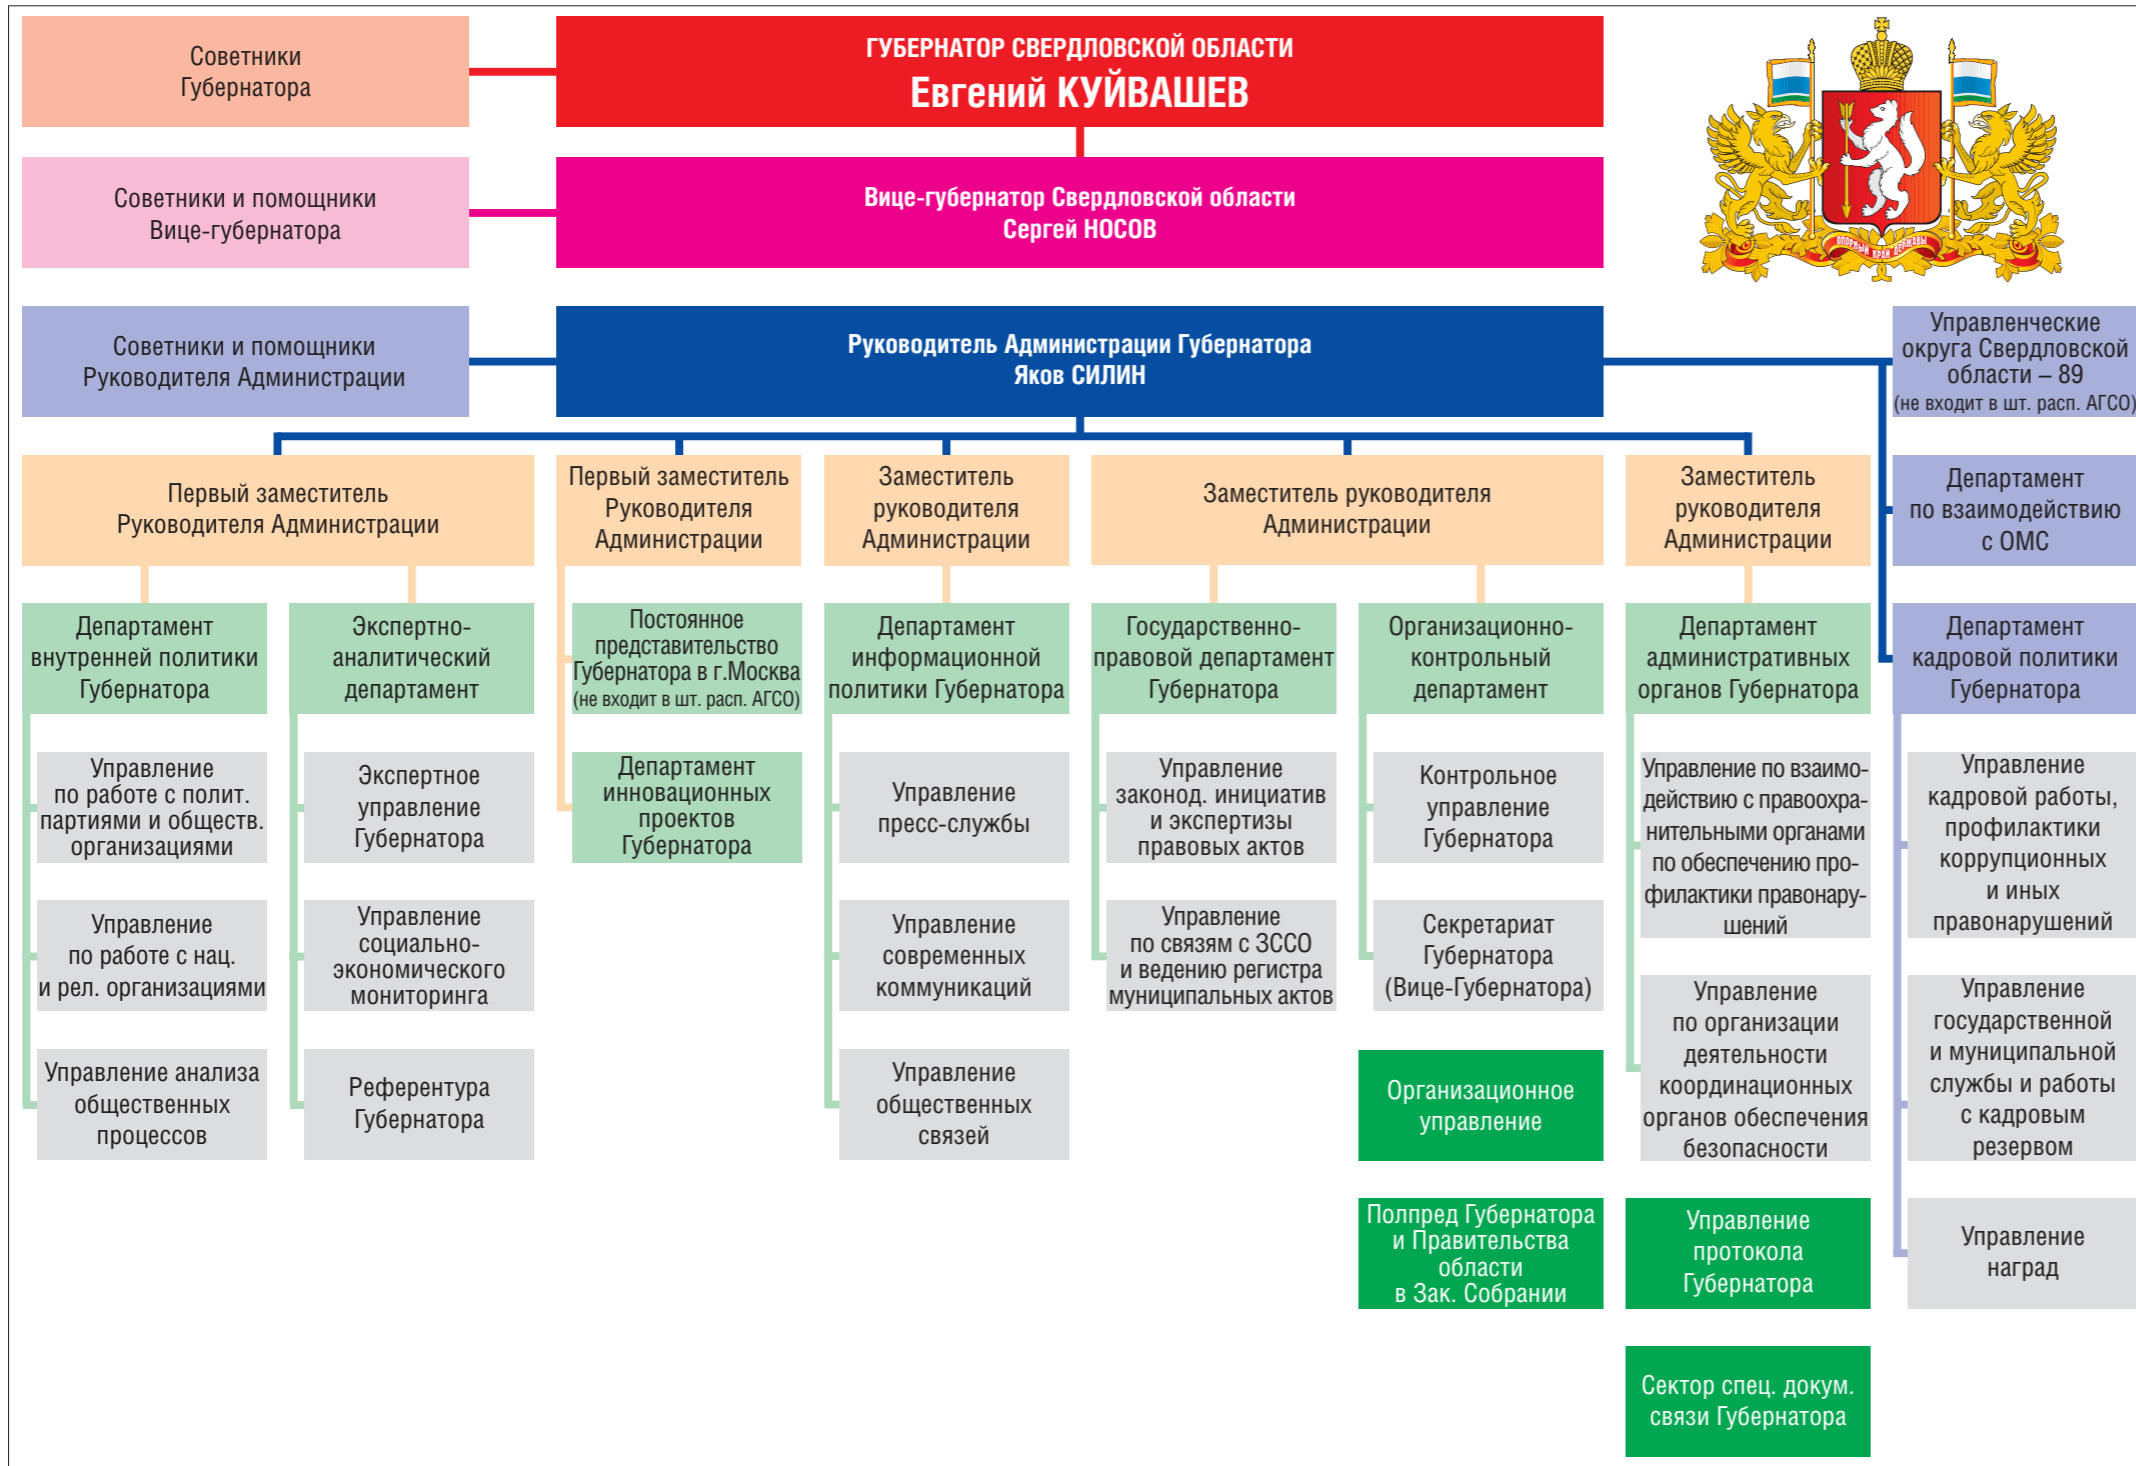 Советники
Губернатора
ГУБЕРНАТОР СВЕРДЛОВСКОЙ ОБЛАСТИ
Евгений КУЙВАШЕВ
Советники и помощники
Вице-губернатора
Вице-губернатор Свердловской области
Сергей НОСОВ
ОПОРНЫЙ КРАЙ ДЕРЖАВЫ
Советники и помощники
Руководителя Администрации
Руководитель Администрации Губернатора
Яков СИЛИН
Управленческие
округа Свердловской
области – 89
(не входит в шт. расп. АГСО)
Первый заместитель
Руководителя Администрации
Первый заместитель
Руководителя
Администрации
Заместитель
руководителя
Администрации
Заместитель руководителя
Администрации
Заместитель
руководителя
Администрации
Департамент
по взаимодействию
с ОМС
Департамент
внутренней политики
Губернатора
Экспертно-
аналитический
департамент
Постоянное
представительство
Губернатора в г.Москва
(не входит в шт. расп. АГСО)
Департамент
информационной
политики Губернатора
Государственно-
правовой департамент
Губернатора
Организационно-
контрольный
департамент
Департамент
административных
органов Губернатора
Департамент
кадровой политики
Губернатора
Управление
по работе с полит.
партиями и обществ.
организациями
Экспертное
управление
Губернатора
Департамент
инновационных
проектов
Губернатора
Управление
пресс-службы
Управление
законод. инициатив
и экспертизы
правовых актов
Контрольное
управление
Губернатора
Управление по взаимо-
действию с правоохра-
нительными органами
по обеспечению про-
филактики правонару-
шений
Управление
кадровой работы,
профилактики
коррупционных
и иных
правонарушений
Управление
по работе с нац.
и рел. организациями
Управление
социально-
экономического
мониторинга
Управление
современных
коммуникаций
Управление
по связям с ЗССО
и ведению регистра
муниципальных актов
Секретариат
Губернатора
(Вице-Губернатора)
Управление
по организации
деятельности
координационных
органов обеспечения
безопасности
Управление
государственной
и муниципальной
службы и работы
с кадровым
резервом
Управление анализа
общественных
процессов
Референтура
Губернатора
Управление
общественных
связей
Организационное
управление
Полпред Губернатора
и Правительства
области
в Зак. Собрании
Управление
протокола
Губернатора
Управление
наград
Сектор спец. докум.
связи Губернатора